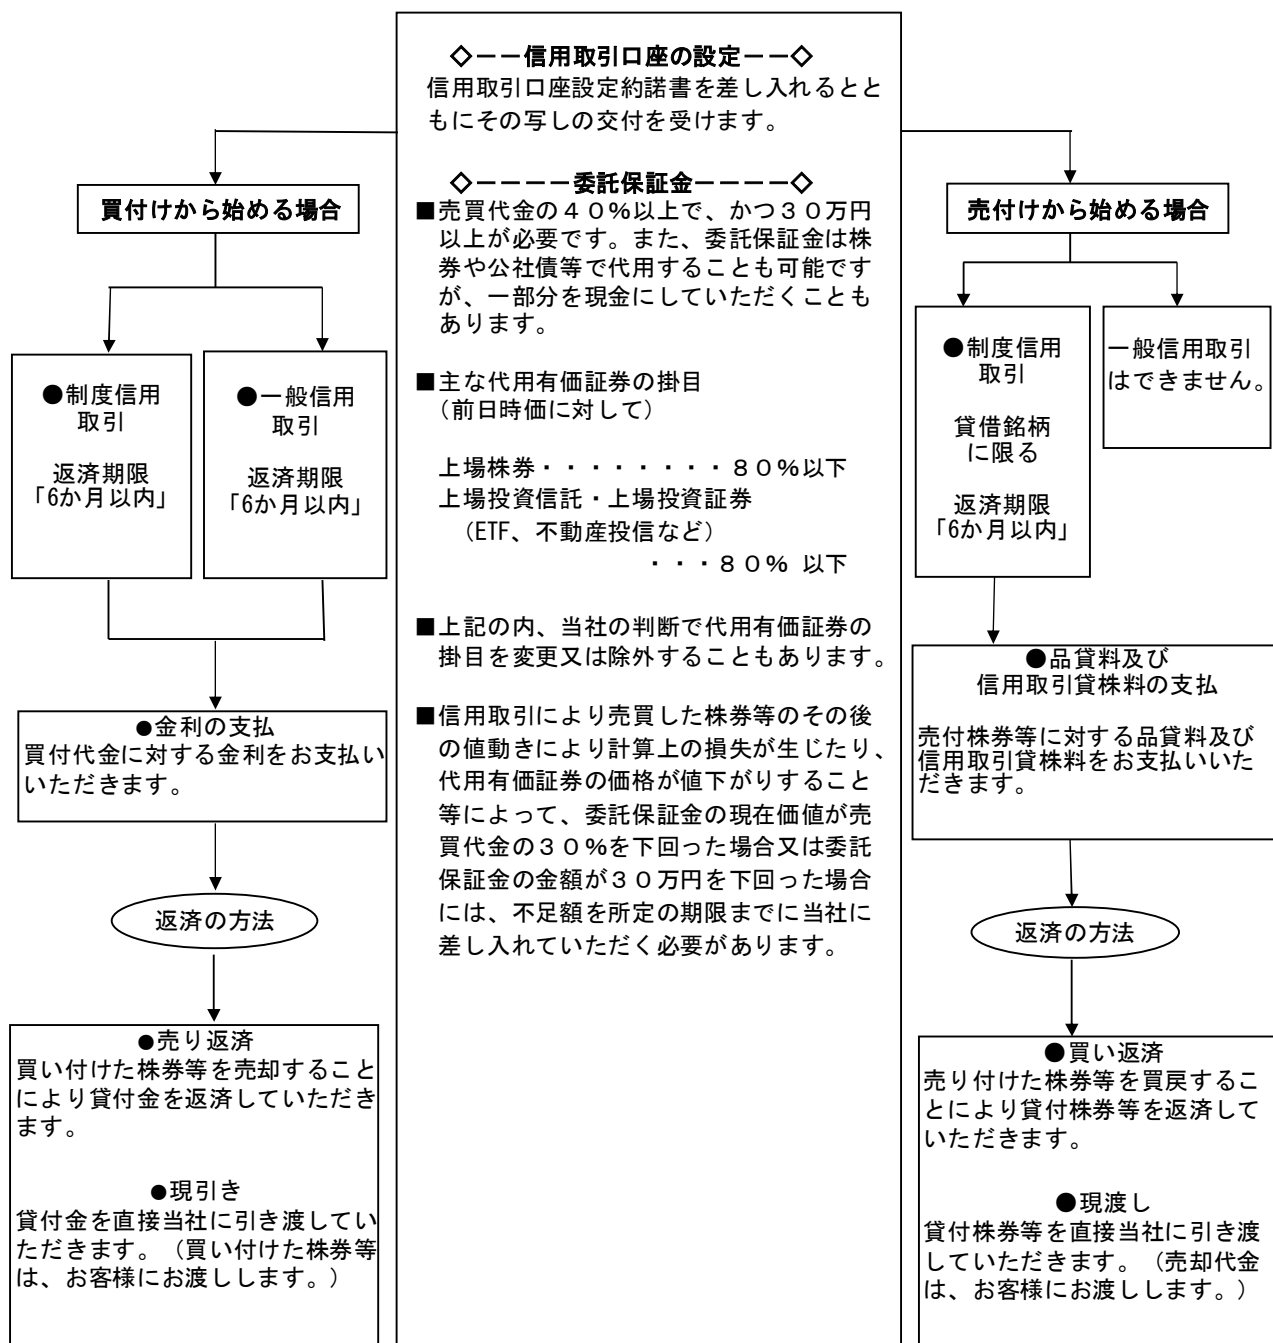 ◇－－信用取引口座の設定－－◇
信用取引口座設定約諾書を差し入れるとと
もにその写しの交付を受けます。
◇－－－－委託保証金－－－－◇
■売買代金の４０%以上で、かつ３０万円
以上が必要です。また、委託保証金は株
券や公社債等で代用することも可能です
が、一部分を現金にしていただくことも
あります。
■主な代用有価証券の掛目
（前日時価に対して）
上場株券・・・・・・・・８０%以下
上場投資信託・上場投資証券
（ETF、不動産投信など）
・・・８０% 以下
■上記の内、当社の判断で代用有価証券の
掛目を変更又は除外することもあります。
■信用取引により売買した株券等のその後
の値動きにより計算上の損失が生じたり、
代用有価証券の価格が値下がりすること
等によって、委託保証金の現在価値が売
買代金の３０%を下回った場合又は委託
保証金の金額が３０万円を下回った場合
には、不足額を所定の期限までに当社に
差し入れていただく必要があります。
買付けから始める場合
●制度信用
取引
返済期限
「6か月以内」
●一般信用
取引
返済期限
「6か月以内」
●金利の支払
買付代金に対する金利をお支払い
いただきます。
返済の方法
●売り返済
買い付けた株券等を売却すること
により貸付金を返済していただき
ます。
●現引き
貸付金を直接当社に引き渡してい
ただきます。（買い付けた株券等
は、お客様にお渡しします。）
売付けから始める場合
●制度信用
取引
貸借銘柄
に限る
返済期限
「6か月以内」
一般信用取引
はできません。
●品貸料及び
信用取引貸株料の支払
売付株券等に対する品貸料及び
信用取引貸株料をお支払いいた
だきます。
返済の方法
●買い返済
売り付けた株券等を買戻するこ
とにより貸付株券等を返済して
いただきます。
●現渡し
貸付株券等を直接当社に引き渡
していただきます。（売却代金
は、お客様にお渡しします。）